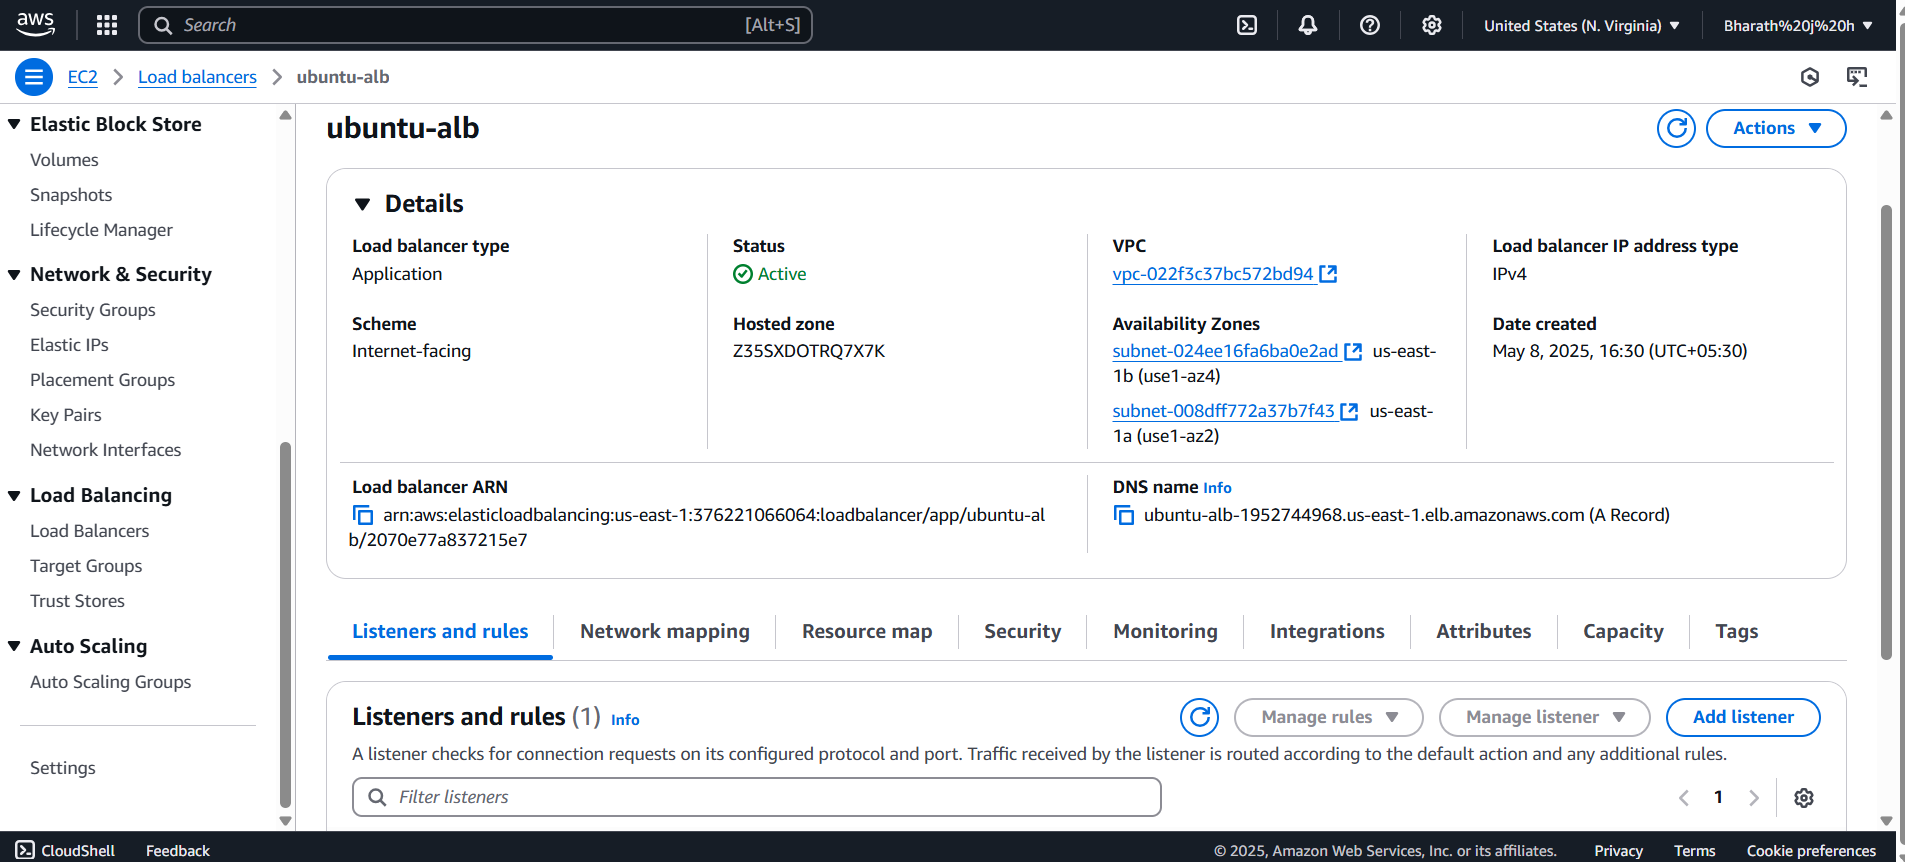 aws
Search [Alt+S]
United States (N. Virginia)
Bharath%20j%20h
EC2
Load balancers
ubuntu-alb
Elastic Block Store
Volumes
Snapshots
Lifecycle Manager
Network & Security
Security Groups
Elastic IPs
Placement Groups
Key Pairs
Network Interfaces
Load Balancing
Load Balancers
Target Groups
Trust Stores
Auto Scaling
Auto Scaling Groups
Settings
ubuntu-alb
Actions
Details
Load balancer type
Application
Status
Active
VPC
vpc-022f3c37bc572bd94
Load balancer IP address type
IPv4
Scheme
Internet-facing
Hosted zone
Z35SXDOTRQ7X7K
Availability Zones
subnet-024ee16fa6ba0e2ad us-east-
1b (use1-az4)
subnet-008dff772a37b7f43 us-east-
1a (use1-az2)
Date created
May 8, 2025, 16:30 (UTC+05:30)
Load balancer ARN
arn:aws:elasticloadbalancing:us-east-1:376221066064:loadbalancer/app/ubuntu-al
b/2070e77a837215e7
DNS name Info
ubuntu-alb-1952744968.us-east-1.elb.amazonaws.com (A Record)
Listeners and rules
Network mapping
Resource map
Security
Monitoring
Integrations
Attributes
Capacity
Tags
Listeners and rules (1) Info
Manage rules
Manage listener
Add listener
A listener checks for connection requests on its configured protocol and port. Traffic received by the listener is routed according to the default action and any additional rules.
Filter listeners
1
CloudShell
Feedback
© 2025, Amazon Web Services, Inc. or its affiliates.
Privacy
Terms
Cookie preferences